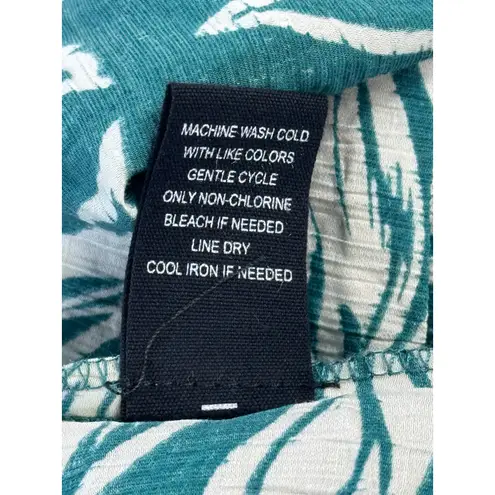 MACHINE WASH COLD
WITH LIKE COLORS
GENTLE CYCLE
ONLY NON-CHLORINE
BLEACH IF NEEDED
LINE DRY
COOL IRON IF NEEDED